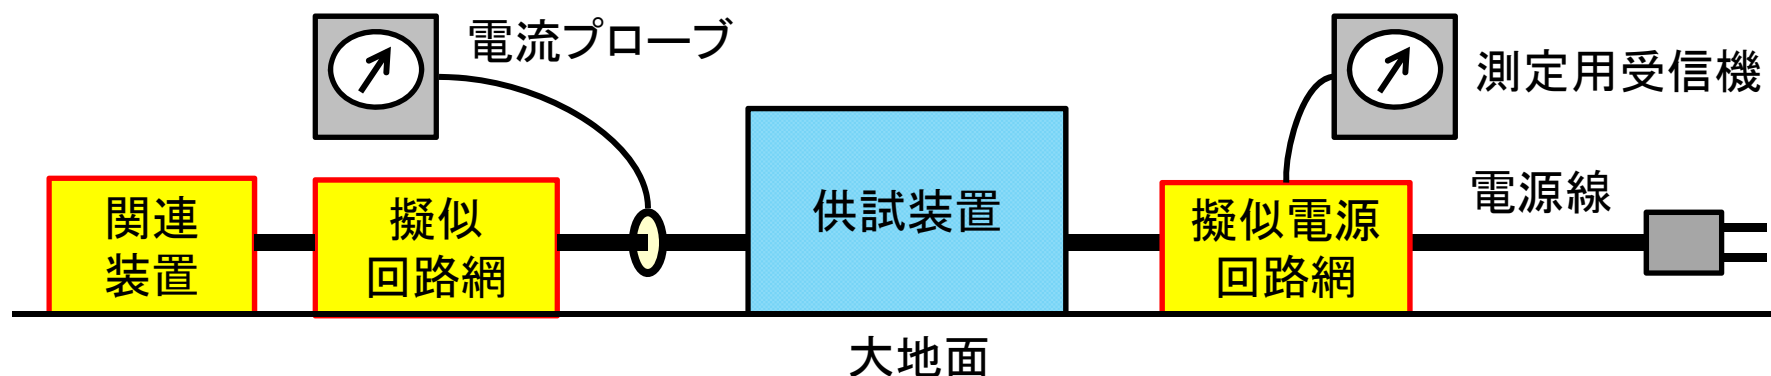 電流プローブ
測定用受信機
関連
装置
擬似
回路網
供試装置
擬似電源
回路網
電源線
大地面